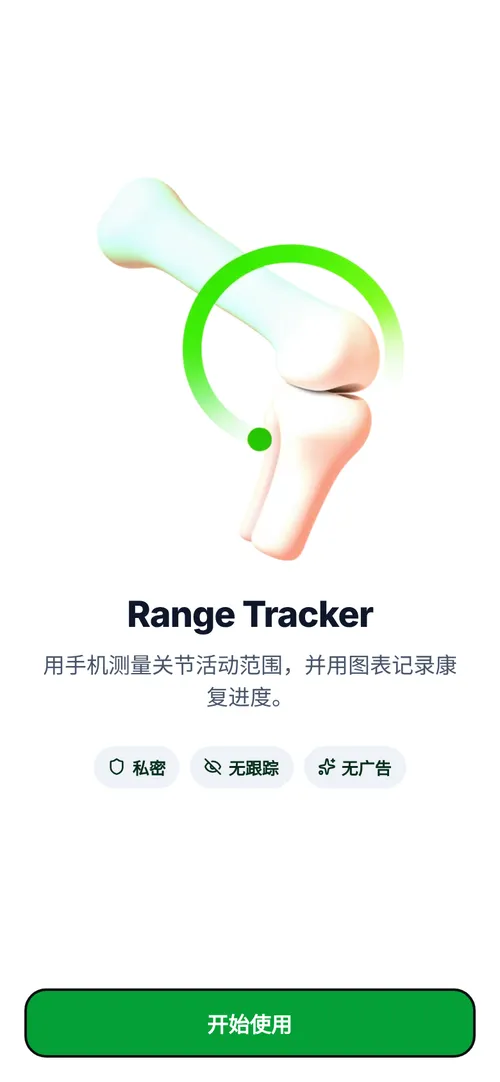 Range Tracker
用手机测量关节活动范围，并用图表记录康
复进度。
私密
无跟踪
无广告
开始使用